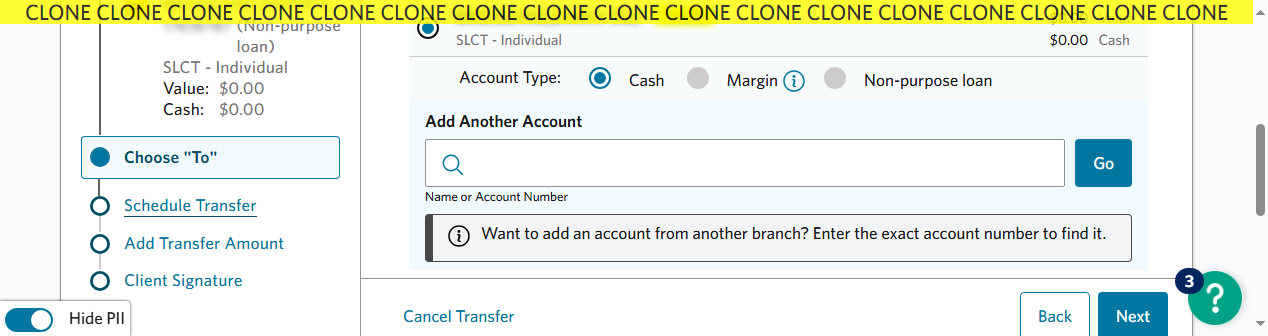 CLONE CLONE CLONE CLONE CLONE CLONE CLONE CLONE CLONE CLONE CLONE CLONE CLONE CLONE CLONE CLONE CLONE
(Non-purpose
loan)
SLCT - Individual
Value: $0.00
Cash: $0.00
Choose "To"
Schedule Transfer
Add Transfer Amount
Client Signature
Hide PII
SLCT - Individual
$0.00 Cash
Account Type: Cash Margin Non-purpose loan
Add Another Account
Go
Name or Account Number
Want to add an account from another branch? Enter the exact account number to find it.
Cancel Transfer
Back
Next
3
?